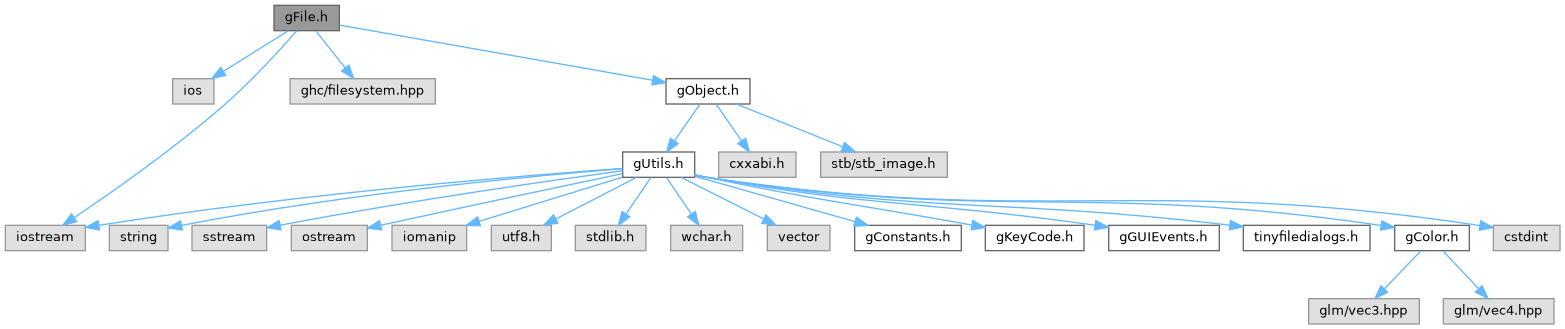 gFile.h
ios
ghc/filesystem.hpp
gObject.h
gUtils.h
cxxabi.h
stb/stb_image.h
iostream
string
sstream
ostream
iomanip
utf8.h
stdlib.h
wchar.h
vector
gConstants.h
gKeyCode.h
gGUIEvents.h
tinyfiledialogs.h
gColor.h
cstdint
glm/vec3.hpp
glm/vec4.hpp